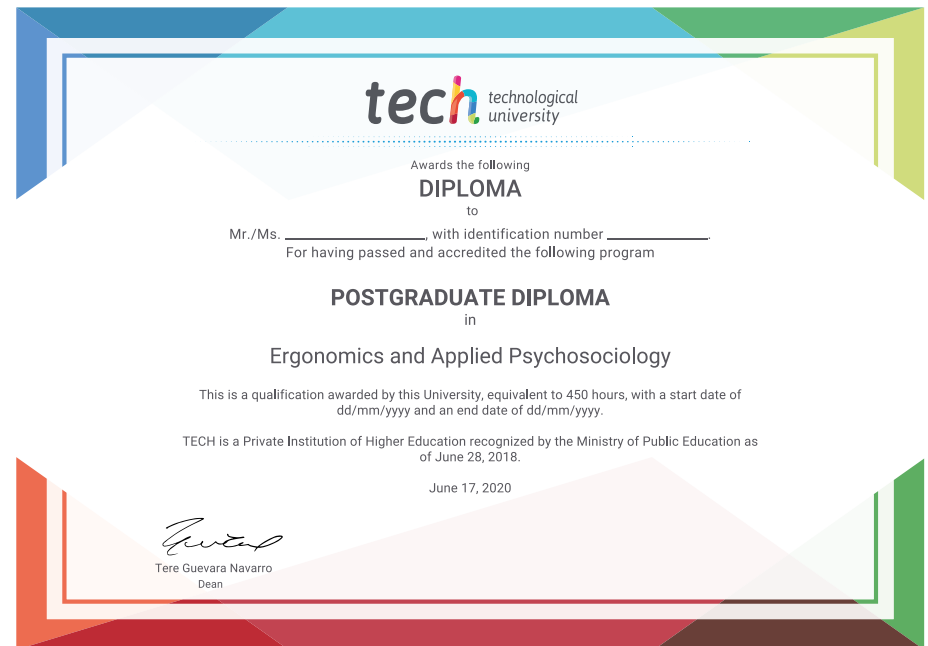 tech technological
university
Awards the following
DIPLOMA
to
Mr./Ms. ____________________, with identification number ______________.
For having passed and accredited the following program
POSTGRADUATE DIPLOMA
in
Ergonomics and Applied Psychosociology
This is a qualification awarded by this University, equivalent to 450 hours, with a start date of
dd/mm/yyyy and an end date of dd/mm/yyyy.
TECH is a Private Institution of Higher Education recognized by the Ministry of Public Education as
of June 28, 2018.
June 17, 2020
Tere Guevara Navarro
Dean